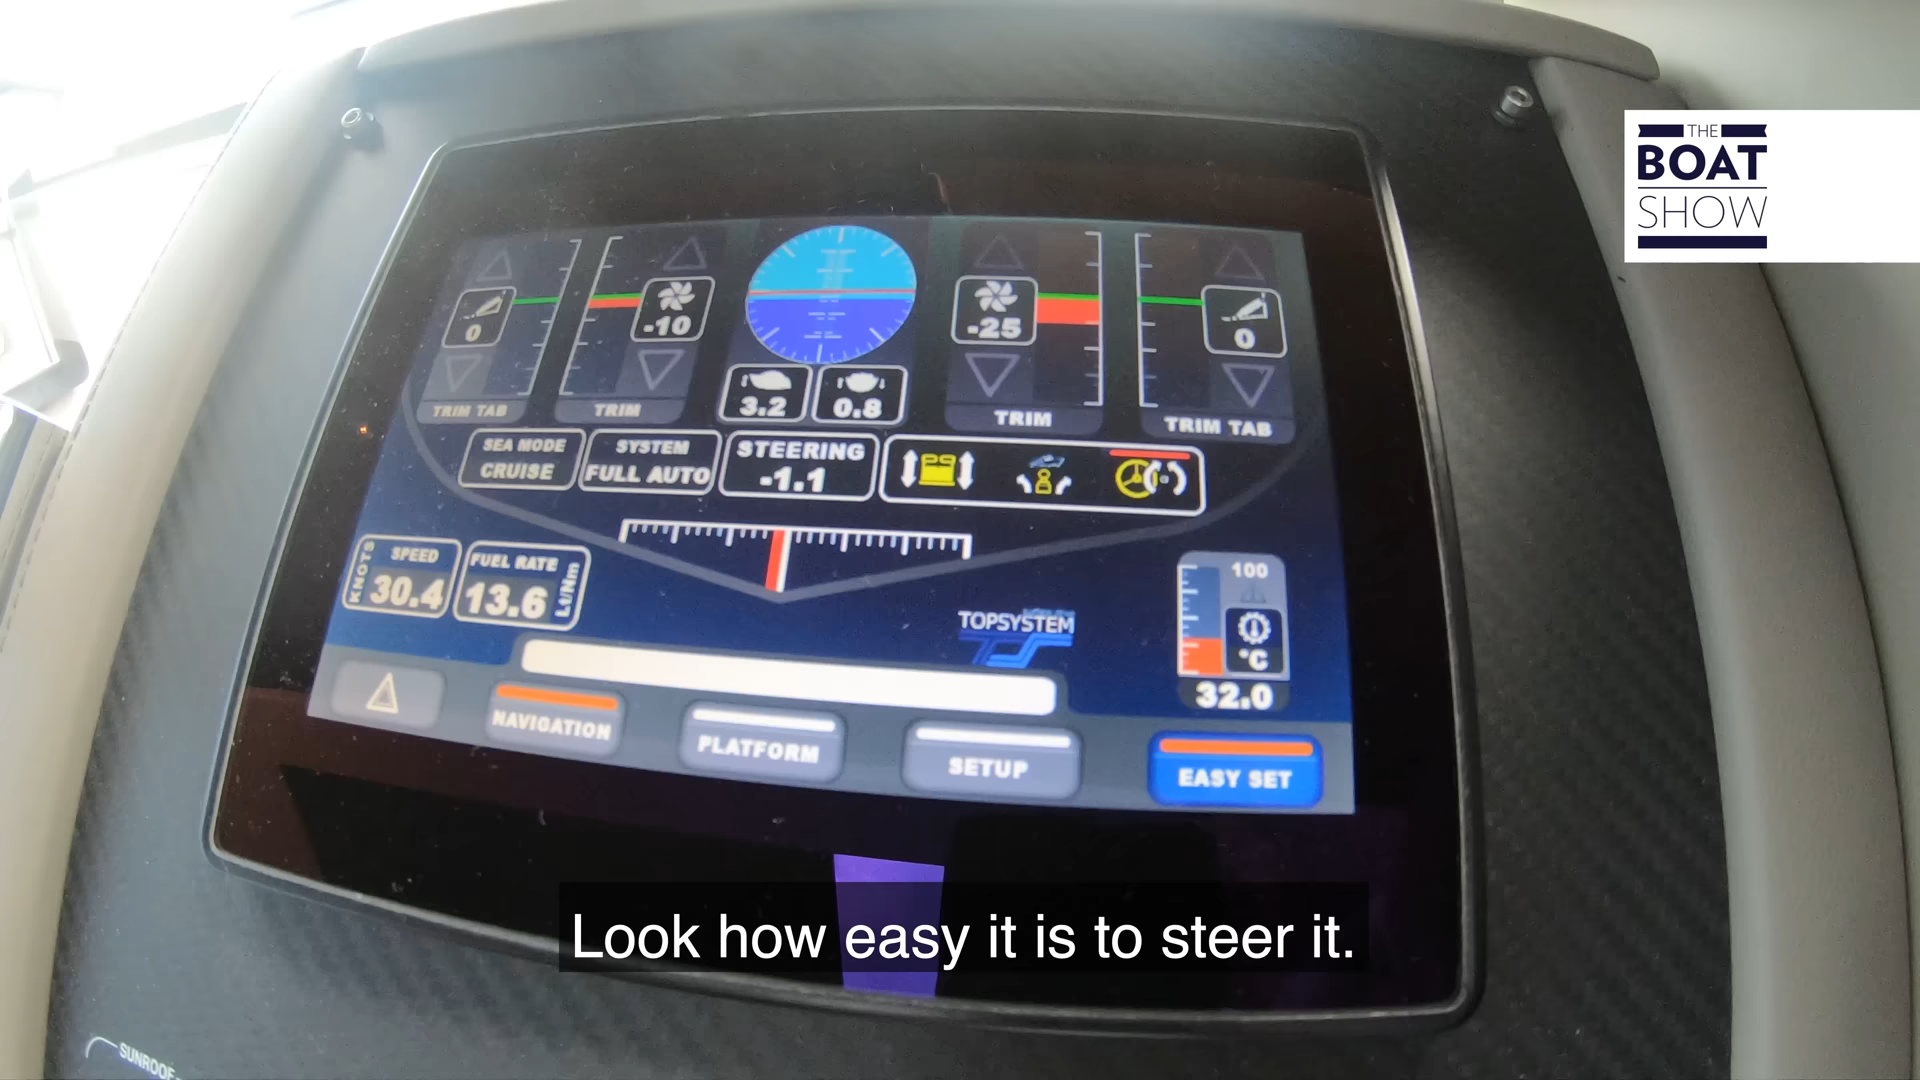 THE
BOAT
SHOW
0
-10
-25
0
TRIM TAB
TRIM
3.2
0.8
TRIM
TRIM TAB
SEA MODE
CRUISE
SYSTEM
FULL AUTO
STEERING
-1.1
KNOTS
SPEED
30.4
FUEL RATE
13.6
Lt/Nm
TOPSYSTEM
100
°C
32.0
NAVIGATION
PLATFORM
SETUP
EASY SET
Look how easy it is to steer it.
SUNROOF